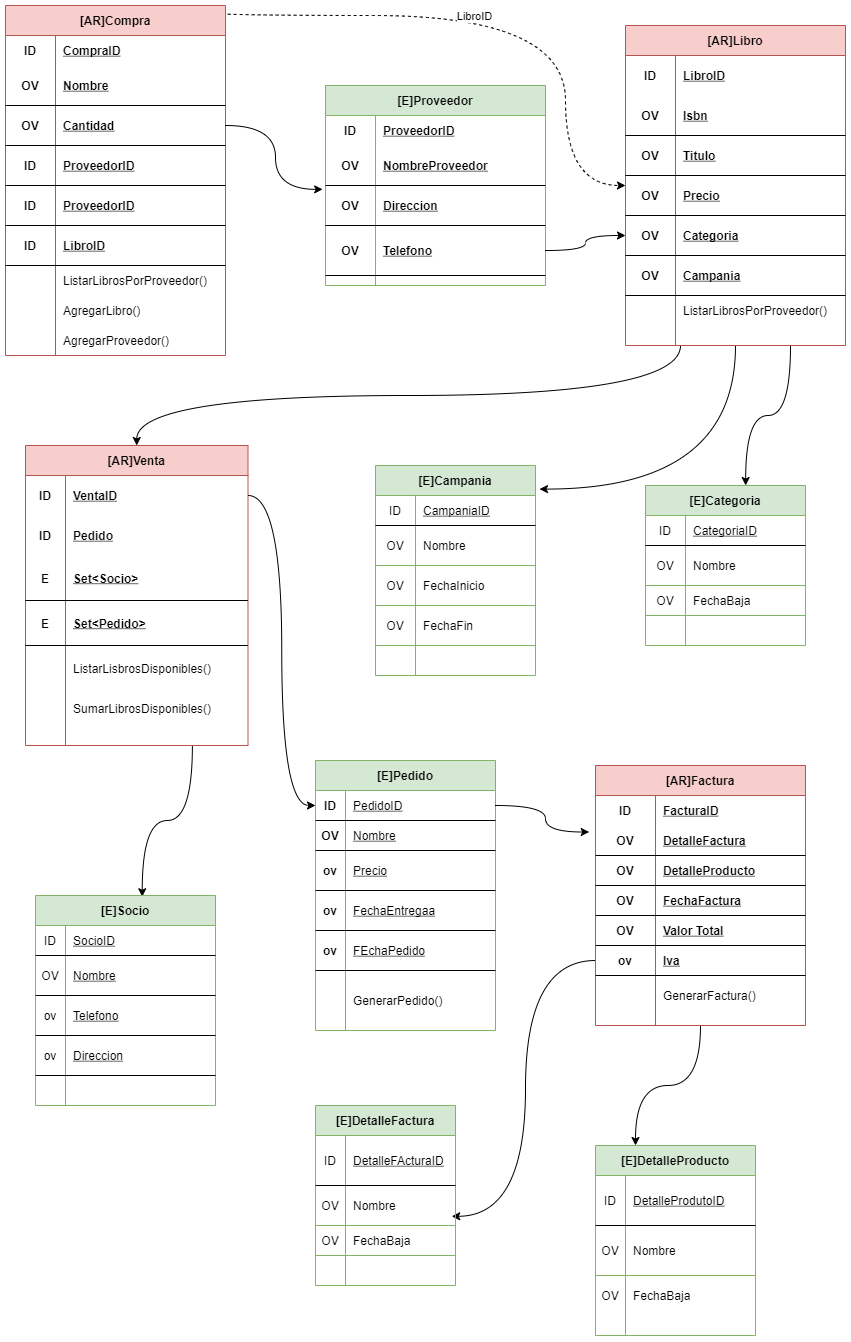 [AR]Compra
ID CompraID
OV Nombre
OV Cantidad
ID ProveedorID
ID ProveedorID
ID LibroID
ListarLibrosPorProveedor()
AgregarLibro()
AgregarProveedor()
LibroID
[E]Proveedor
ID ProveedorID
OV NombreProveedor
OV Direccion
OV Telefono
[AR]Libro
ID LibroID
OV Isbn
OV Titulo
OV Precio
OV Categoria
OV Campania
ListarLibrosPorProveedor()
[AR]Venta
ID VentaID
ID Pedido
E Set<Socio>
E Set<Pedido>
ListarLisbrosDisponibles()
SumarLibrosDisponibles()
[E]Campania
ID CampaniaID
OV Nombre
OV FechaInicio
OV FechaFin
[E]Categoria
ID CategoriaID
OV Nombre
OV FechaBaja
[E]Pedido
ID PedidoID
OV Nombre
ov Precio
ov FechaEntregaa
ov FEchaPedido
GenerarPedido()
[AR]Factura
ID FacturaID
OV DetalleFactura
OV DetalleProducto
OV FechaFactura
OV Valor Total
ov Iva
GenerarFactura()
[E]Socio
ID SocioID
OV Nombre
ov Telefono
ov Direccion
[E]DetalleFactura
ID DetalleFActuraID
OV Nombre
OV FechaBaja
[E]DetalleProducto
ID DetalleProdutoID
OV Nombre
OV FechaBaja